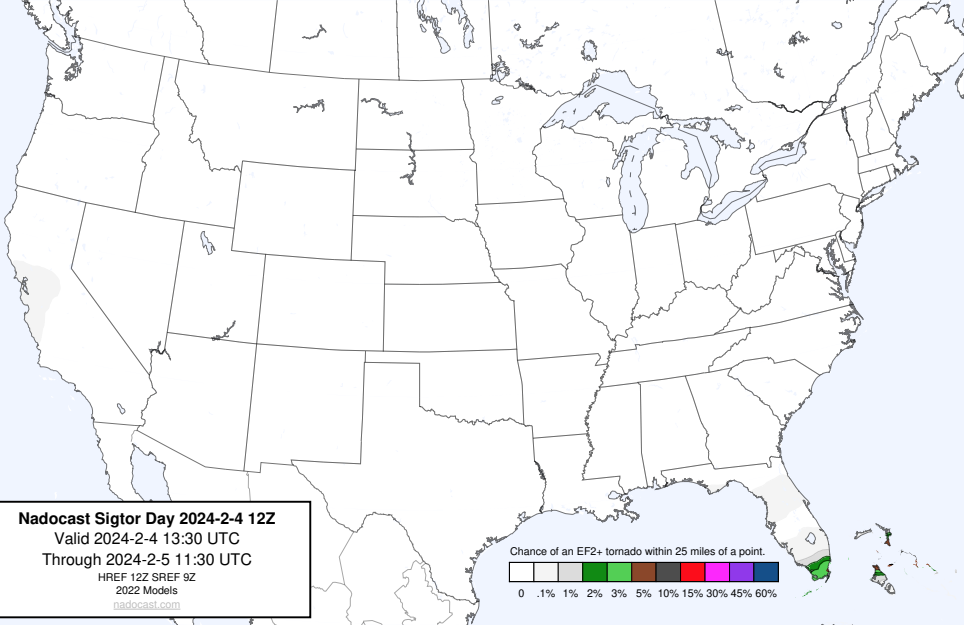 Nadocast Sigtor Day 2024-2-4 12Z
Valid 2024-2-4 13:30 UTC
Through 2024-2-5 11:30 UTC
HREF 12Z SREF 9Z
2022 Models
nadocast.com
Chance of an EF2+ tornado within 25 miles of a point.
0 .1% 1% 2% 3% 5% 10% 15% 30% 45% 60%